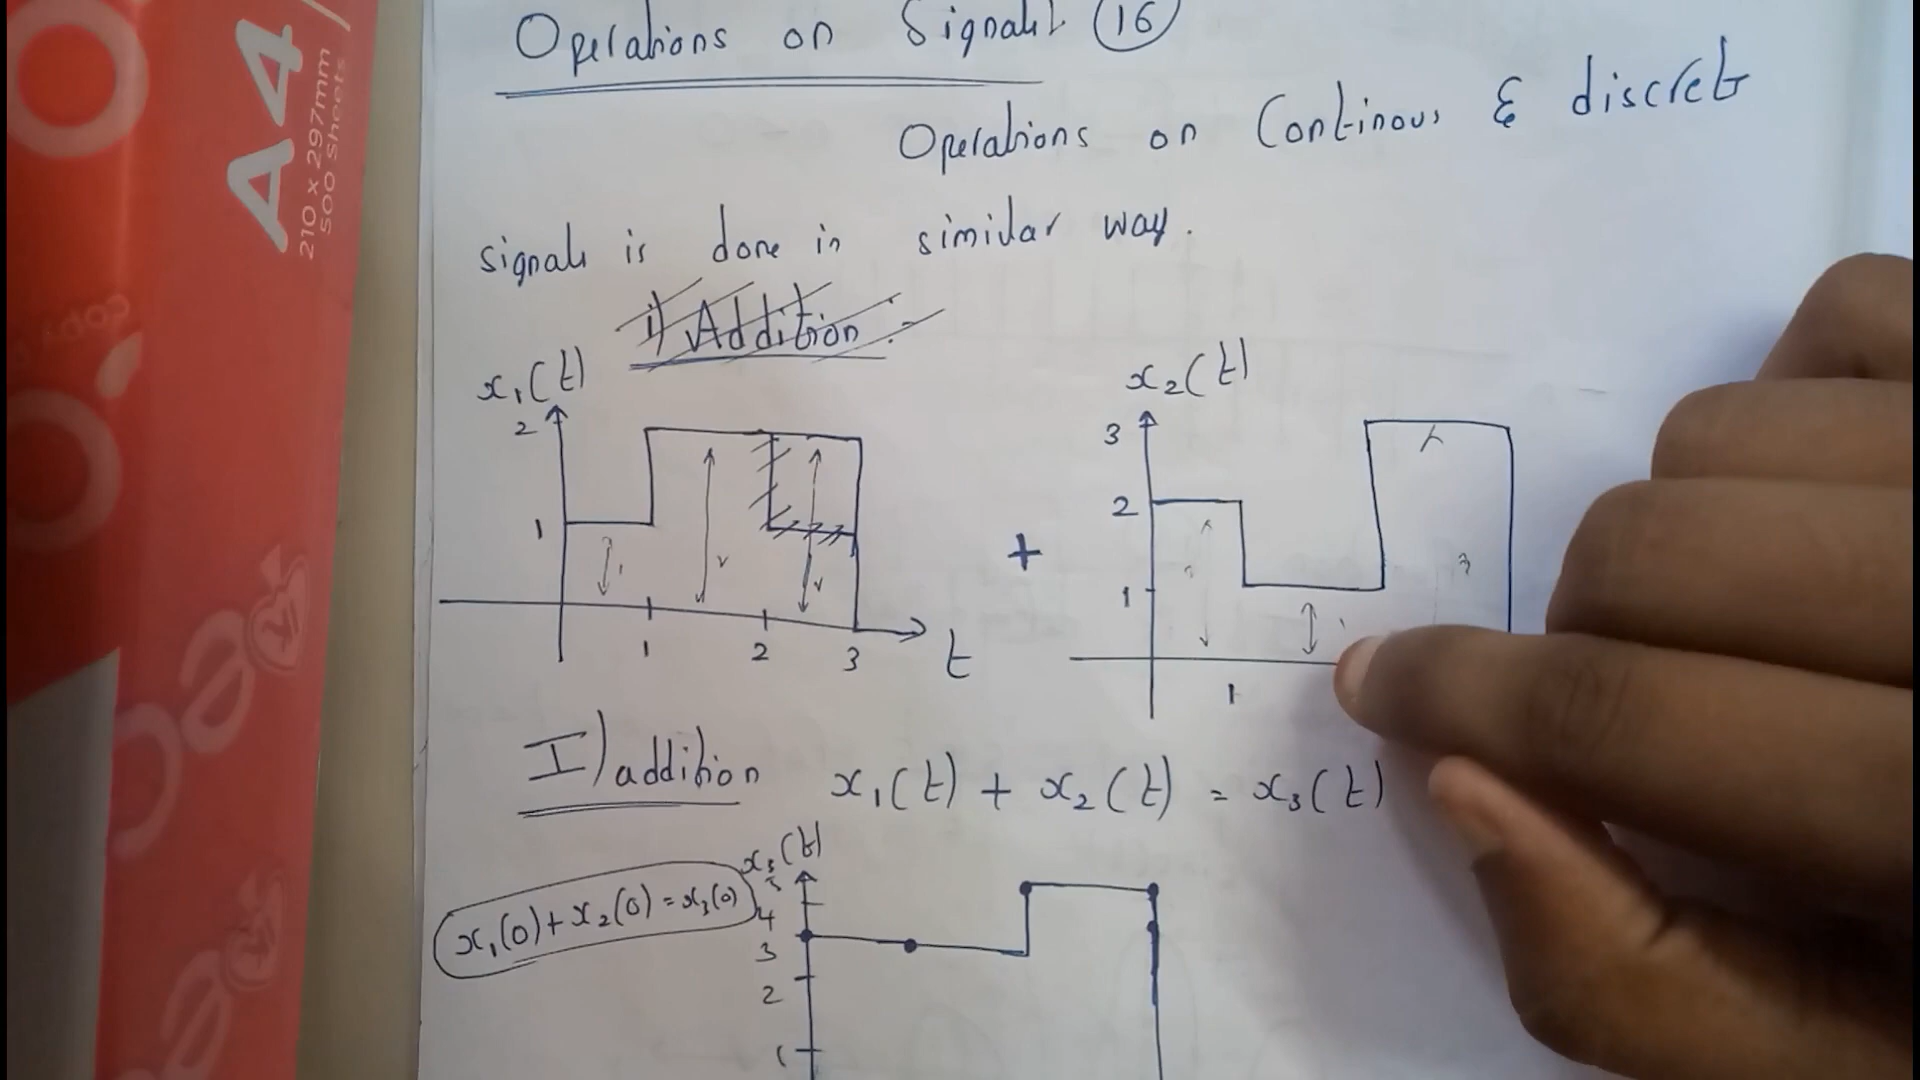 A4
210 x 297mm
500 sheets
COPY
Operations on Signals 16
Operations on Continous & discrete
signals is done in similar way.
i) Addition :-
x₁(t)
2
1
1 2 3 t
+
x₂(t)
3
2
1
1
I) addition x₁(t) + x₂(t) = x₃(t)
x₁(0) + x₂(0) = x₃(0)
x₃(t)
5
4
3
2
1